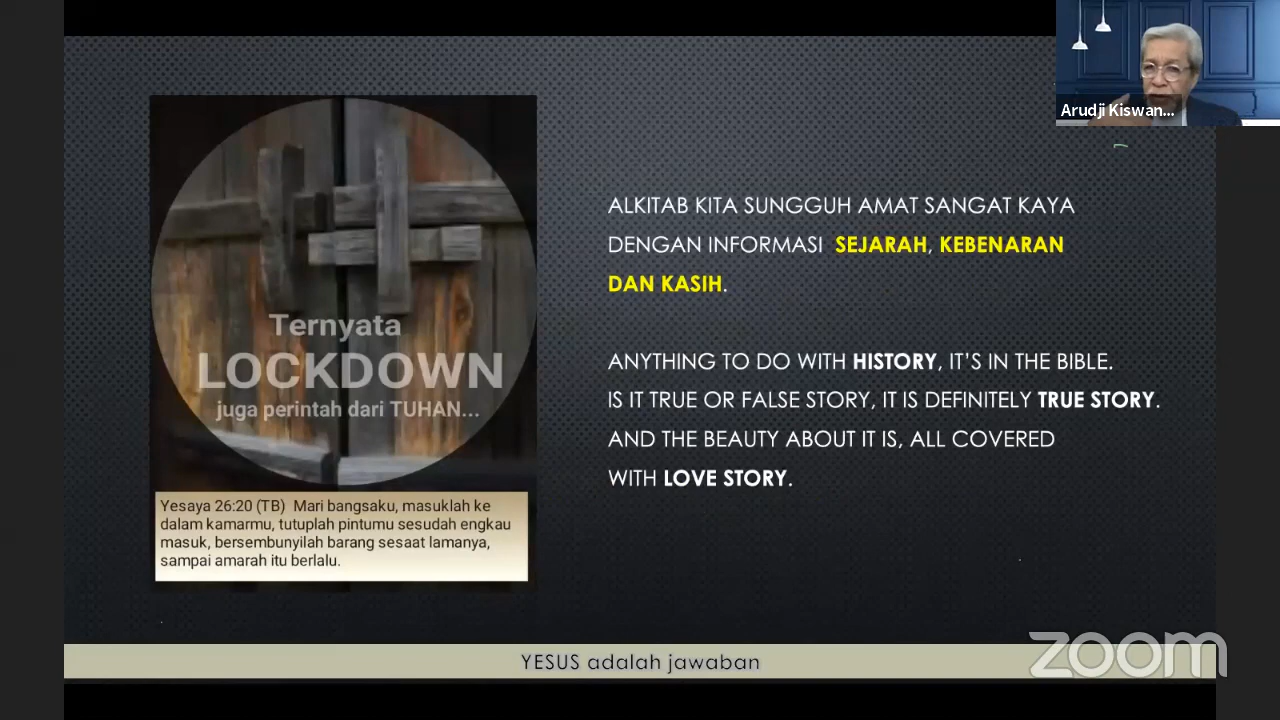 Arudji Kiswan...
ALKITAB KITA SUNGGUH AMAT SANGAT KAYA
DENGAN INFORMASI SEJARAH, KEBENARAN
DAN KASIH.
ANYTHING TO DO WITH HISTORY, IT'S IN THE BIBLE.
IS IT TRUE OR FALSE STORY, IT IS DEFINITELY TRUE STORY.
AND THE BEAUTY ABOUT IT IS, ALL COVERED
WITH LOVE STORY.
Ternyata
LOCKDOWN
juga perintah dari TUHAN...
Yesaya 26:20 (TB) Mari bangsaku, masuklah ke
dalam kamarmu, tutuplah pintumu sesudah engkau
masuk, bersembunyilah barang sesaat lamanya,
sampai amarah itu berlalu.
YESUS adalah jawaban
zoom